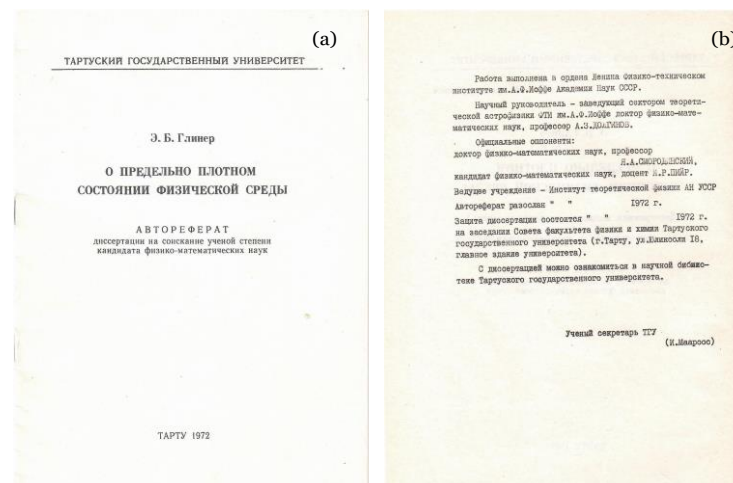 (a)
ТАРТУСКИЙ ГОСУДАРСТВЕННЫЙ УНИВЕРСИТЕТ
Э. Б. Глинер
О ПРЕДЕЛЬНО ПЛОТНОМ
СОСТОЯНИИ ФИЗИЧЕСКОЙ СРЕДЫ
АВТОРЕФЕРАТ
диссертации на соискание ученой степени
кандидата физико-математических наук
ТАРТУ 1972
(b)
Работа выполнена в ордена Ленина Физико-техническом
институте им.А.Ф.Иоффе Академии Наук СССР.
Научный руководитель – заведующий сектором теорети-
ческой астрофизики ФТИ им.А.Ф.Иоффе доктор физико-мате-
матических наук, профессор А.З.ДОЛГИНОВ.
Официальные оппоненты:
доктор физико-математических наук, профессор
Я.А.СМОРОДИНСКИЙ,
кандидат физико-математических наук, доцент И.Р.ПИЙР.
Ведущее учреждение – Институт теоретической физики АН УССР
Автореферат разослан " " 1972 г.
Защита диссертации состоится " " 1972 г.
на заседании Совета факультета физики и химии Тартуского
государственного университета (г.Тарту, ул.Юликооли 18,
главное здание университета).
С диссертацией можно ознакомиться в научной библио-
теке Тартуского государственного университета.
Ученый секретарь ТГУ
(И.Маароос)